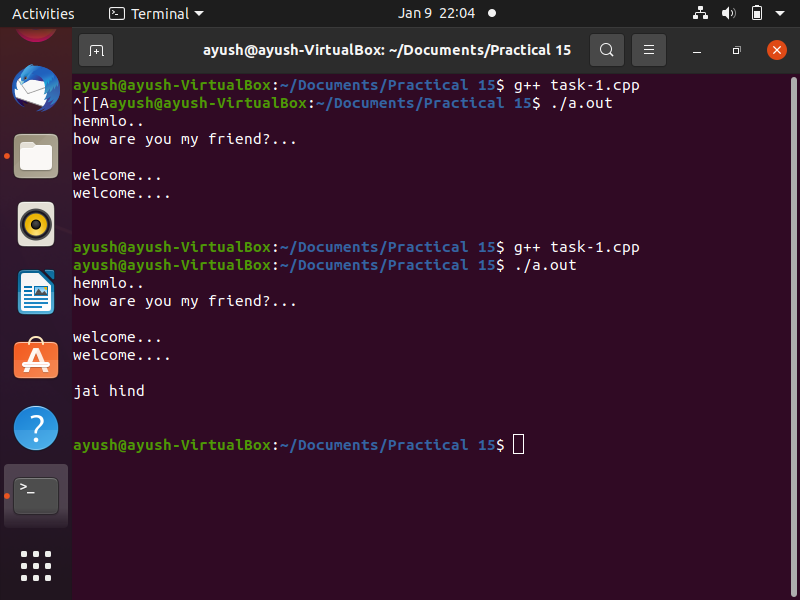 Activities
Terminal
Jan 9 22:04
ayush@ayush-VirtualBox: ~/Documents/Practical 15
ayush@ayush-VirtualBox:~/Documents/Practical 15$ g++ task-1.cpp
^[[Aayush@ayush-VirtualBox:~/Documents/Practical 15$ ./a.out
hemmlo..
how are you my friend?...
welcome...
welcome....
ayush@ayush-VirtualBox:~/Documents/Practical 15$ g++ task-1.cpp
ayush@ayush-VirtualBox:~/Documents/Practical 15$ ./a.out
hemmlo..
how are you my friend?...
welcome...
welcome....
jai hind
ayush@ayush-VirtualBox:~/Documents/Practical 15$